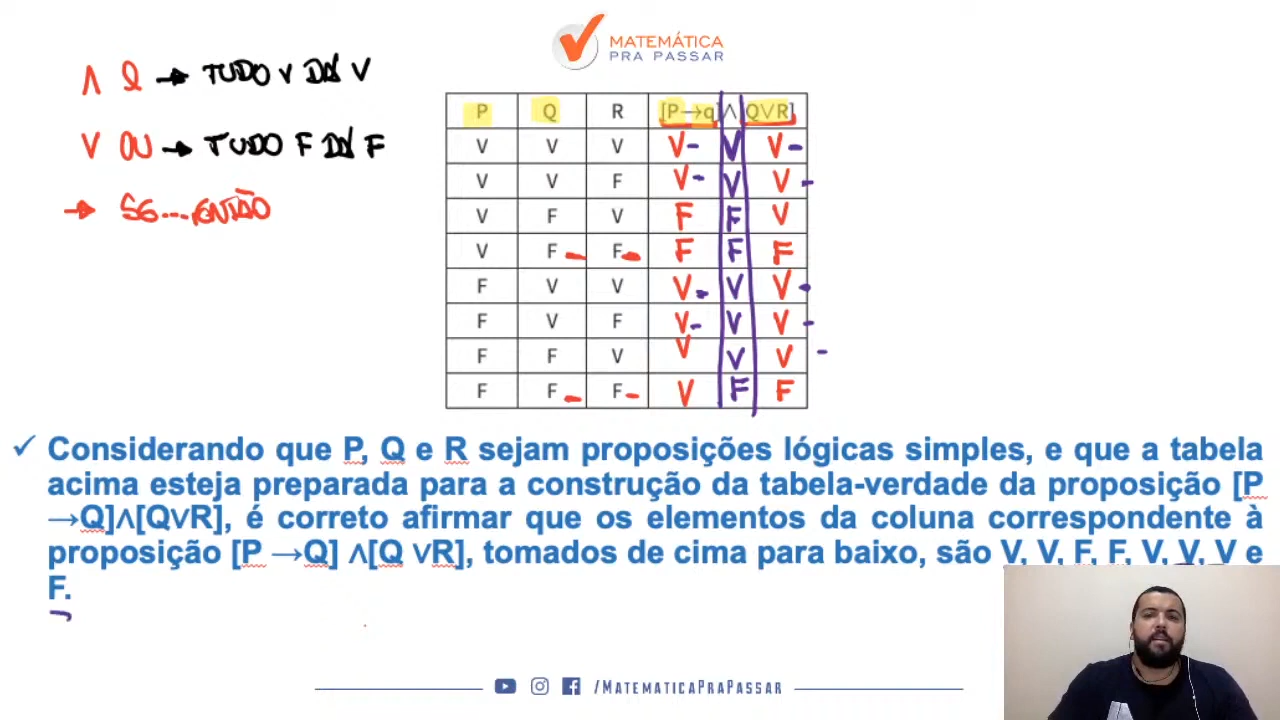 MATEMÁTICA
PRA PASSAR
∧ e → TUDO V DÁ V
∨ OU → TUDO F DÁ F
→ SE...ENTÃO
P Q R [P→q] ∧ [Q∨R]
V V V V V V
V V F V V V
V F V F F V
V F F F F F
F V V V V V
F V F V V V
F F V V V V
F F F V F F
✓ Considerando que P, Q e R sejam proposições lógicas simples, e que a tabela
acima esteja preparada para a construção da tabela-verdade da proposição [P
→Q]∧[Q∨R], é correto afirmar que os elementos da coluna correspondente à
proposição [P →Q] ∧[Q ∨R], tomados de cima para baixo, são V, V, F, F, V, V, V e
F.
/MATEMATICAPRAPASSAR